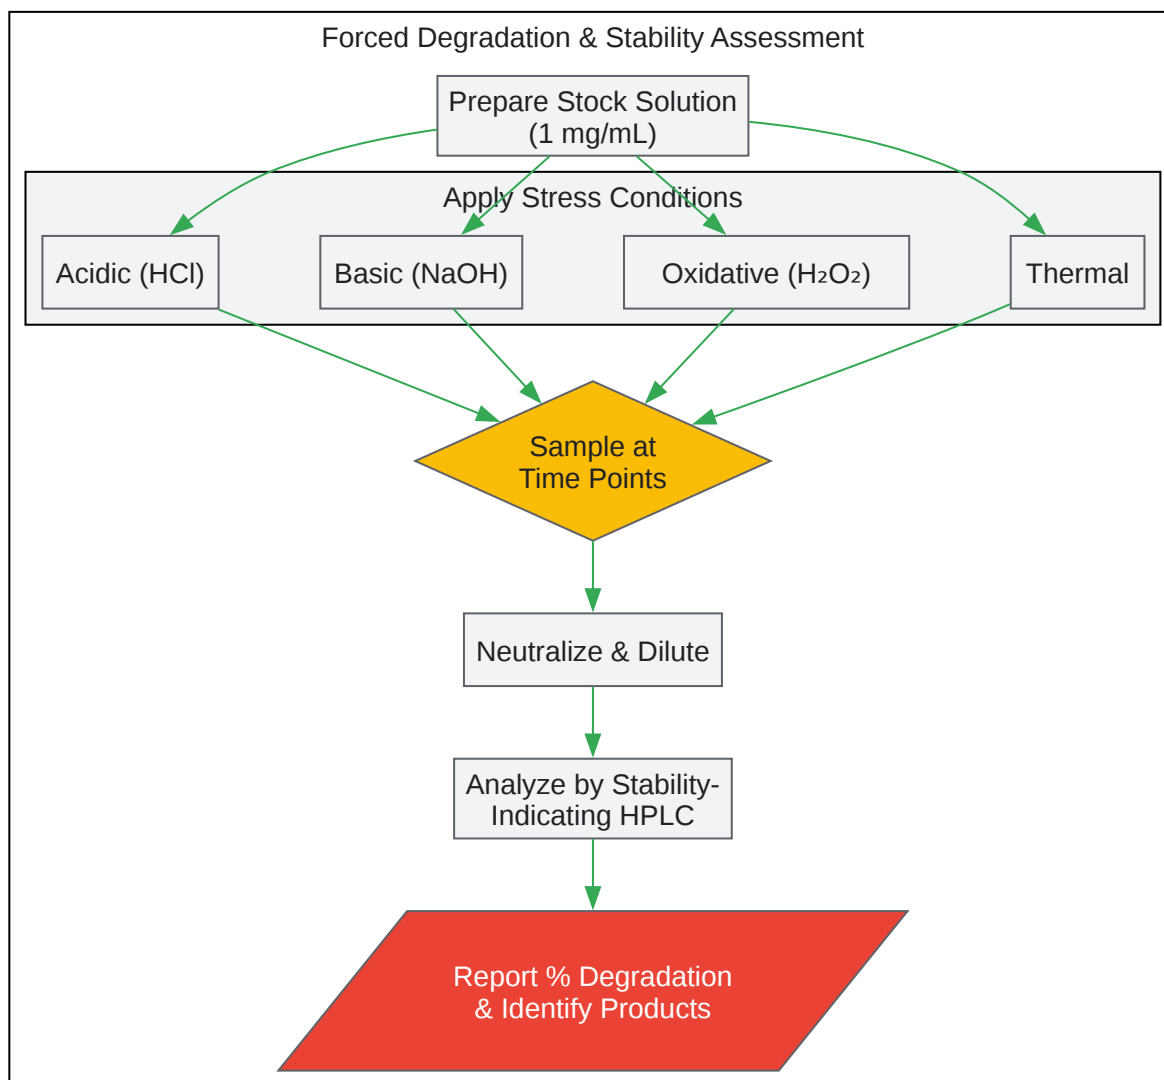 Forced Degradation & Stability Assessment
Prepare Stock Solution
(1 mg/mL)
Apply Stress Conditions
Acidic (HCl)
Basic (NaOH)
Oxidative (H₂O₂)
Thermal
Sample at
Time Points
Neutralize & Dilute
Analyze by Stability-
Indicating HPLC
Report % Degradation
& Identify Products